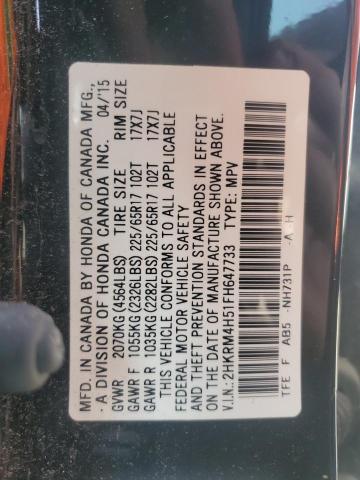 MFD. IN CANADA BY HONDA OF CANADA MFG.,
A DIVISION OF HONDA CANADA INC. 04/15
GVWR 2070KG(4564LBS) TIRE SIZE RIM SIZE
GAWR F 1055KG(2326LBS) 225/65R17 102T 17X7J
GAWR R 1035KG(2282LBS) 225/65R17 102T 17X7J
THIS VEHICLE CONFORMS TO ALL APPLICABLE
FEDERAL MOTOR VEHICLE SAFETY
AND THEFT PREVENTION STANDARDS IN EFFECT
ON THE DATE OF MANUFACTURE SHOWN ABOVE.
V.I.N.: 2HKRM4H51FH647733 TYPE: MPV
TFE F AB5 -NH731P -A H